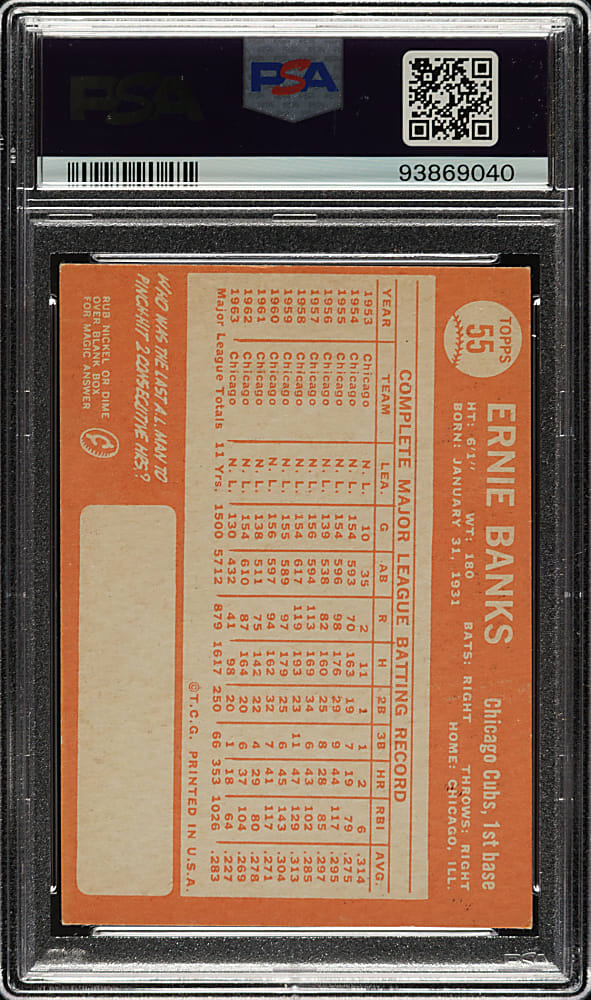 PSA
PSA
93869040
TOPPS
55
ERNIE BANKS Chicago Cubs, 1st base
HT: 6'1" WT: 180 BATS: RIGHT THROWS: RIGHT
BORN: JANUARY 31, 1931 HOME: CHICAGO, ILL.
COMPLETE MAJOR LEAGUE BATTING RECORD
YEAR TEAM LEA. G AB R H 2B 3B HR RBI AVG.
1953 Chicago N. L. 10 35 2 11 1 1 2 6 .314
1954 Chicago N. L. 154 593 70 163 19 7 19 79 .275
1955 Chicago N. L. 154 596 98 176 29 9 44 117 .295
1956 Chicago N. L. 139 538 82 160 25 8 28 85 .297
1957 Chicago N. L. 156 594 113 169 34 6 43 102 .285
1958 Chicago N. L. 154 617 119 193 23 11 47 129 .313
1959 Chicago N. L. 155 589 97 179 25 6 45 143 .304
1960 Chicago N. L. 156 597 94 162 32 7 41 117 .271
1961 Chicago N. L. 138 511 75 142 22 4 29 80 .278
1962 Chicago N. L. 154 610 87 164 20 6 37 104 .269
1963 Chicago N. L. 130 432 41 98 20 1 18 64 .227
Major League Totals 11 Yrs. 1500 5712 879 1617 250 66 353 1026 .283
©T.C.G. PRINTED IN U.S.A.
WHO WAS THE LAST A.L. MAN TO
PINCH-HIT 2 CONSECUTIVE HRS?
RUB NICKEL OR DIME
OVER BLANK BOX
FOR MAGIC ANSWER
PSA